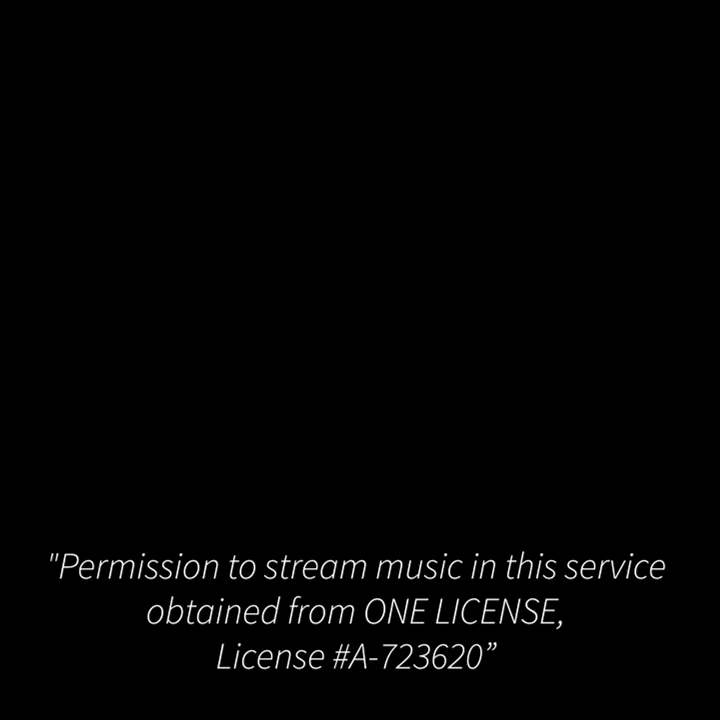 "Permission to stream music in this service
obtained from ONE LICENSE,
License #A-723620”